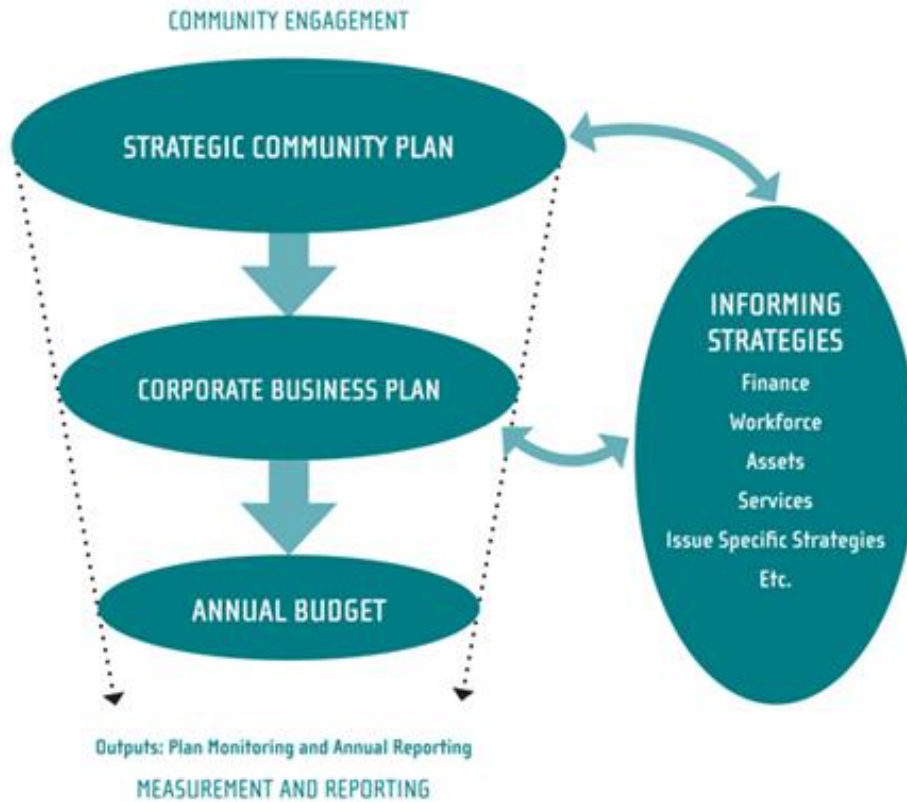 COMMUNITY ENGAGEMENT
STRATEGIC COMMUNITY PLAN
CORPORATE BUSINESS PLAN
ANNUAL BUDGET
INFORMING
STRATEGIES
Finance
Workforce
Assets
Services
Issue Specific Strategies
Etc.
Outputs: Plan Monitoring and Annual Reporting
MEASUREMENT AND REPORTING